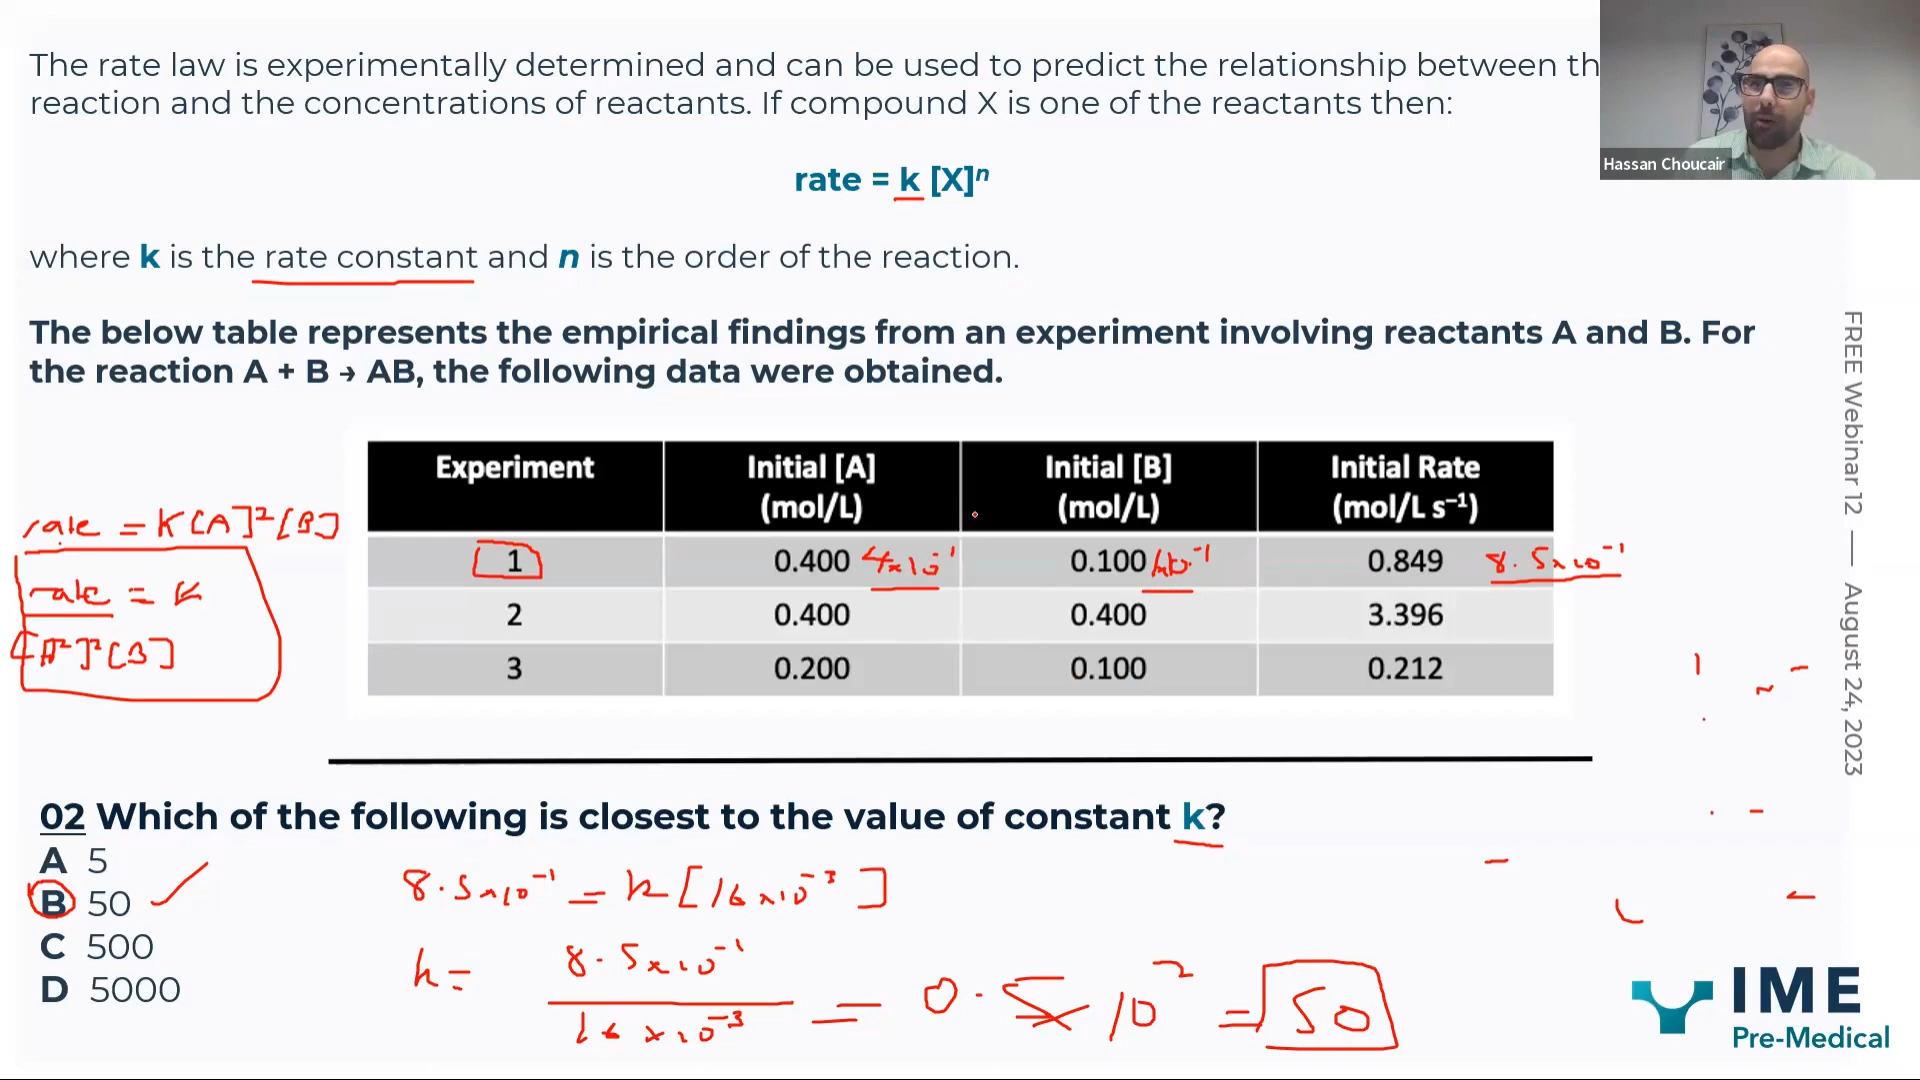 The rate law is experimentally determined and can be used to predict the relationship between th
Hassan Choucair
reaction and the concentrations of reactants. If compound X is one of the reactants then:
rate = k [X]ⁿ
where k is the rate constant and n is the order of the reaction.
The below table represents the empirical findings from an experiment involving reactants A and B. For
the reaction A + B → AB, the following data were obtained.
Experiment Initial [A] (mol/L) Initial [B] (mol/L) Initial Rate (mol/L s⁻¹)
1 0.400 4x10⁻¹ 0.100 0.849 8.5x10⁻¹
2 0.400 0.400 3.396
3 0.200 0.100 0.212
rate = K[A]²[B]
rate = K
[A²]²[B]
02 Which of the following is closest to the value of constant k?
A 5
B 50
C 500
D 5000
8.5x10⁻¹ = k[16x10⁻³]
k = 8.5x10⁻¹
16x10⁻³
= 0.5x10² = 50
FREE Webinar 12 — August 24, 2023
IME
Pre-Medical